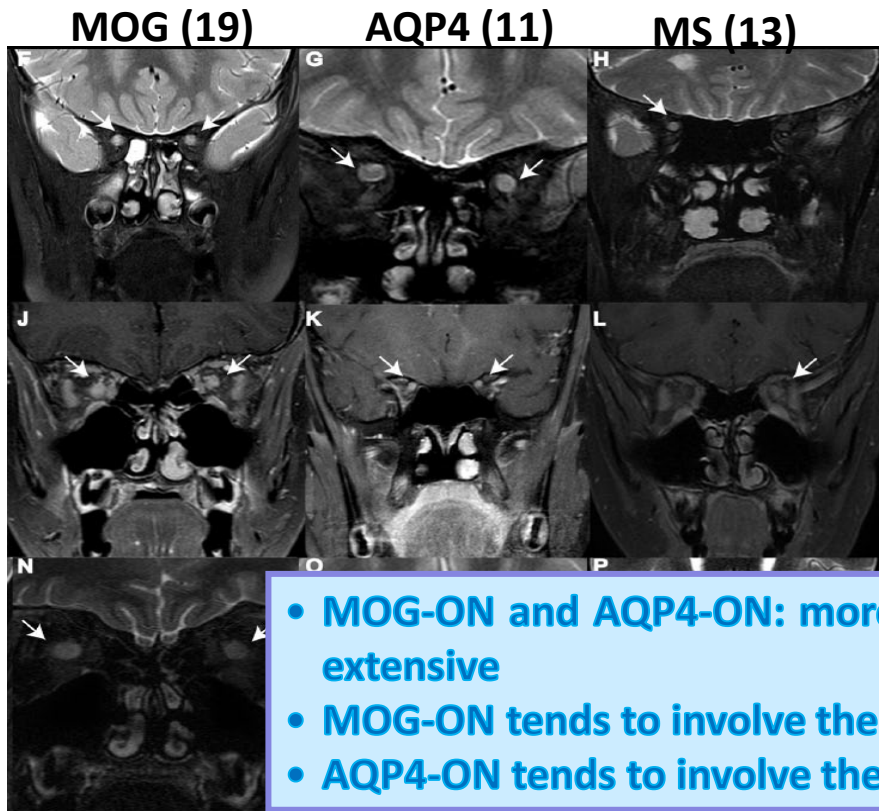 MOG (19) AQP4 (11) MS (13)
F G H
J K L
N O P
• MOG-ON and AQP4-ON: more
extensive
• MOG-ON tends to involve the
• AQP4-ON tends to involve the